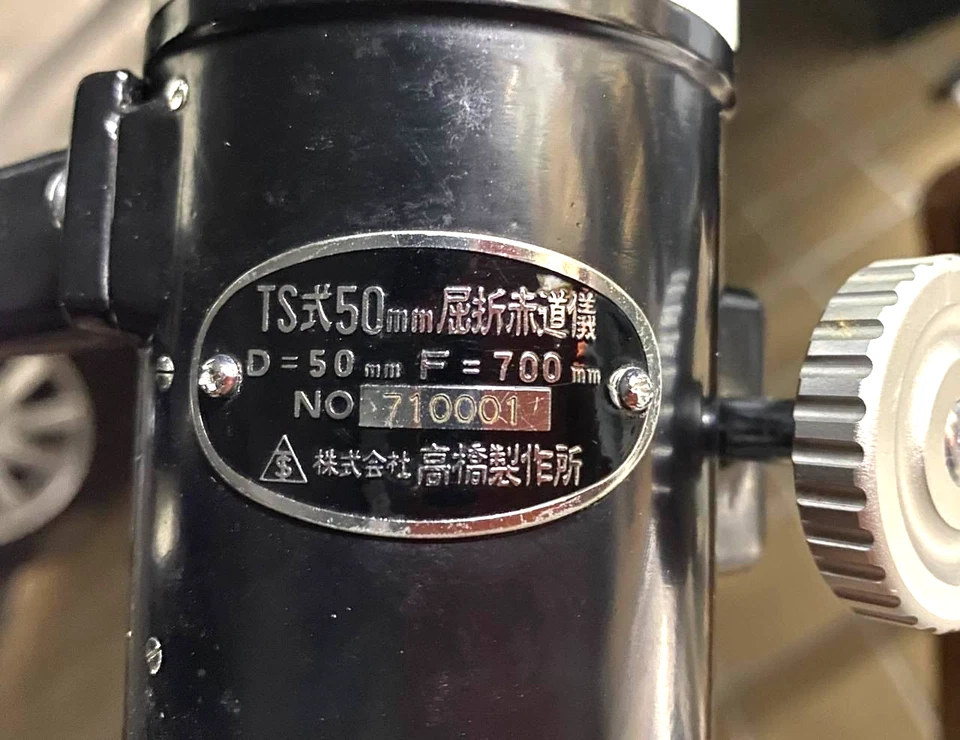 TS式50mm屈折赤道儀
D=50mm F=700mm
NO 710001
TS 株式会社高橋製作所